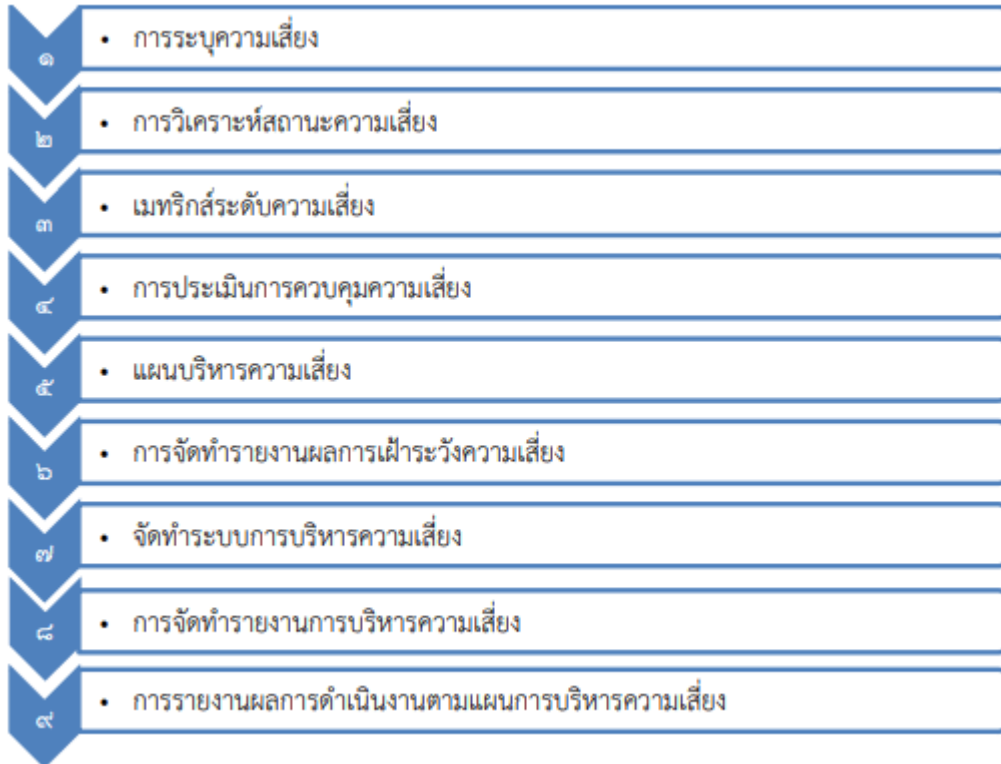 ๑ • การระบุความเสี่ยง
๒ • การวิเคราะห์สถานะความเสี่ยง
๓ • เมทริกส์ระดับความเสี่ยง
๔ • การประเมินการควบคุมความเสี่ยง
๕ • แผนบริหารความเสี่ยง
๖ • การจัดทำรายงานผลการเฝ้าระวังความเสี่ยง
๗ • จัดทำระบบการบริหารความเสี่ยง
๘ • การจัดทำรายงานการบริหารความเสี่ยง
๙ • การรายงานผลการดำเนินงานตามแผนการบริหารความเสี่ยง